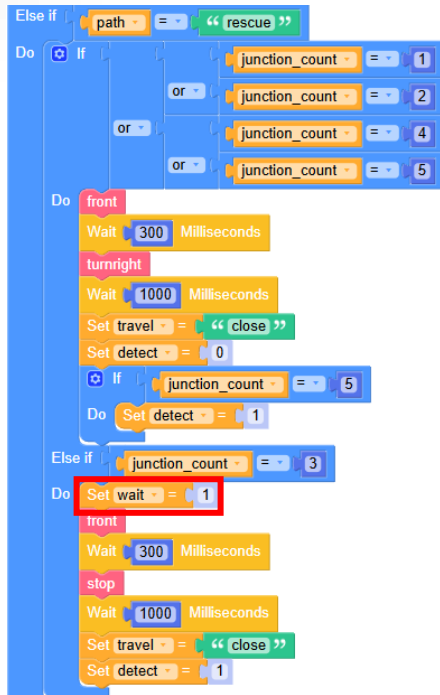 Else if path = “ rescue ”
Do If junction_count = 1
or junction_count = 2
or junction_count = 4
or junction_count = 5
Do front
Wait 300 Milliseconds
turnright
Wait 1000 Milliseconds
Set travel = “ close ”
Set detect = 0
If junction_count = 5
Do Set detect = 1
Else if junction_count = 3
Do Set wait = 1
front
Wait 300 Milliseconds
stop
Wait 1000 Milliseconds
Set travel = “ close ”
Set detect = 1